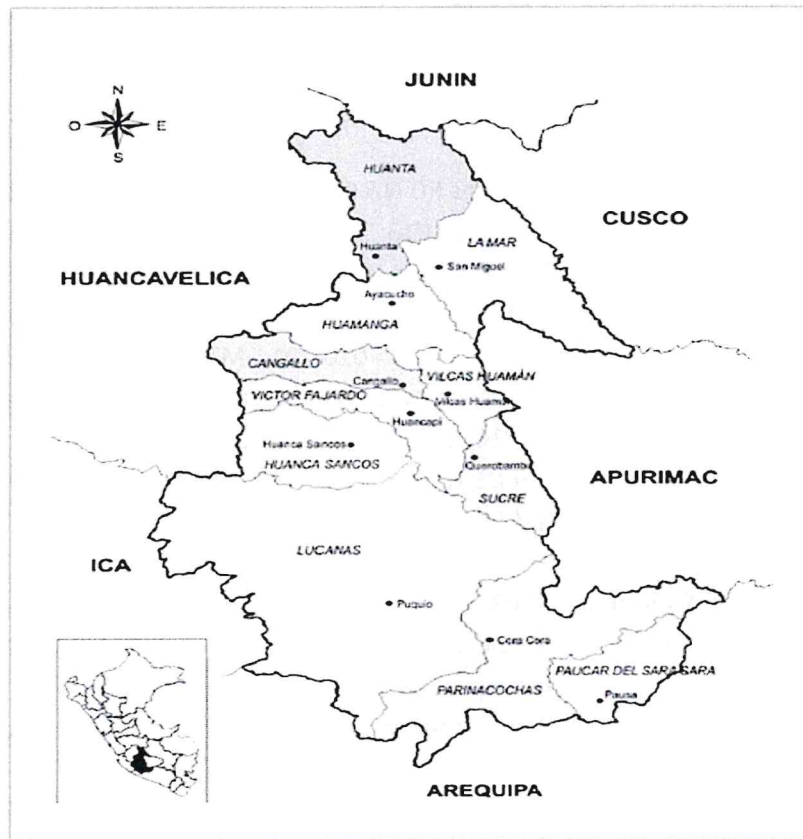 JUNIN
N
O E
S
HUANTA
CUSCO
LA MAR
Huanta
San Miguel
HUANCAVELICA
Ayacucho
HUAMANGA
CANGALLO
Cangallo
VILCAS HUAMÁN
VICTOR FAJARDO
Huancapi
Huanca Sancos
HUANCA SANCOS
Querobamba
APURIMAC
SUCRE
LUCANAS
ICA
Puquio
Cora Cora
PAUCAR DEL SARA SARA
PARINACOCHAS
Pausa
AREQUIPA